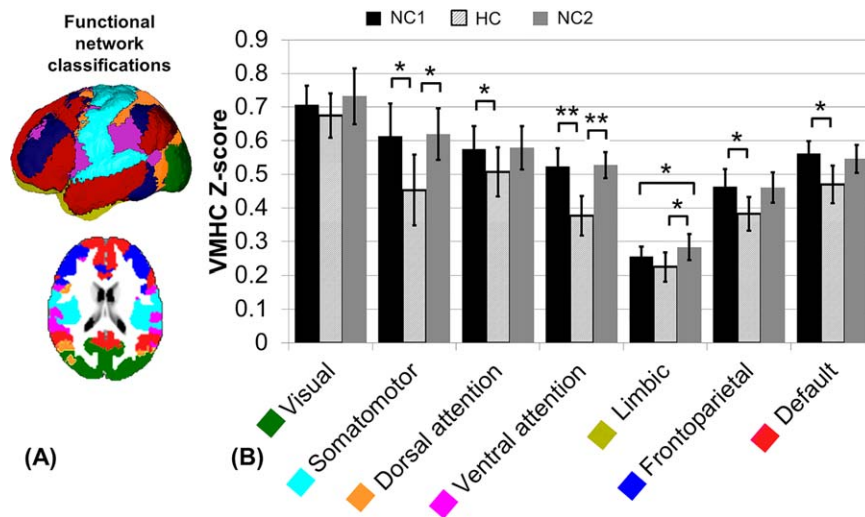 Functional
network
classifications
NC1 HC NC2
0.9
0.8
0.7
0.6
0.5
0.4
0.3
0.2
0.1
0
VMHC Z-score
* * * ** ** * * * *
Visual
Somatomotor
Dorsal attention
Ventral attention
Limbic
Frontoparietal
Default
(A)
(B)